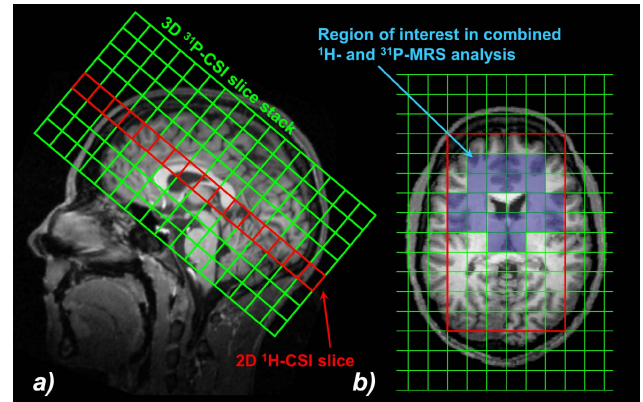 3D ³¹P-CSI slice stack
Region of interest in combined
¹H- and ³¹P-MRS analysis
2D ¹H-CSI slice
a)
b)